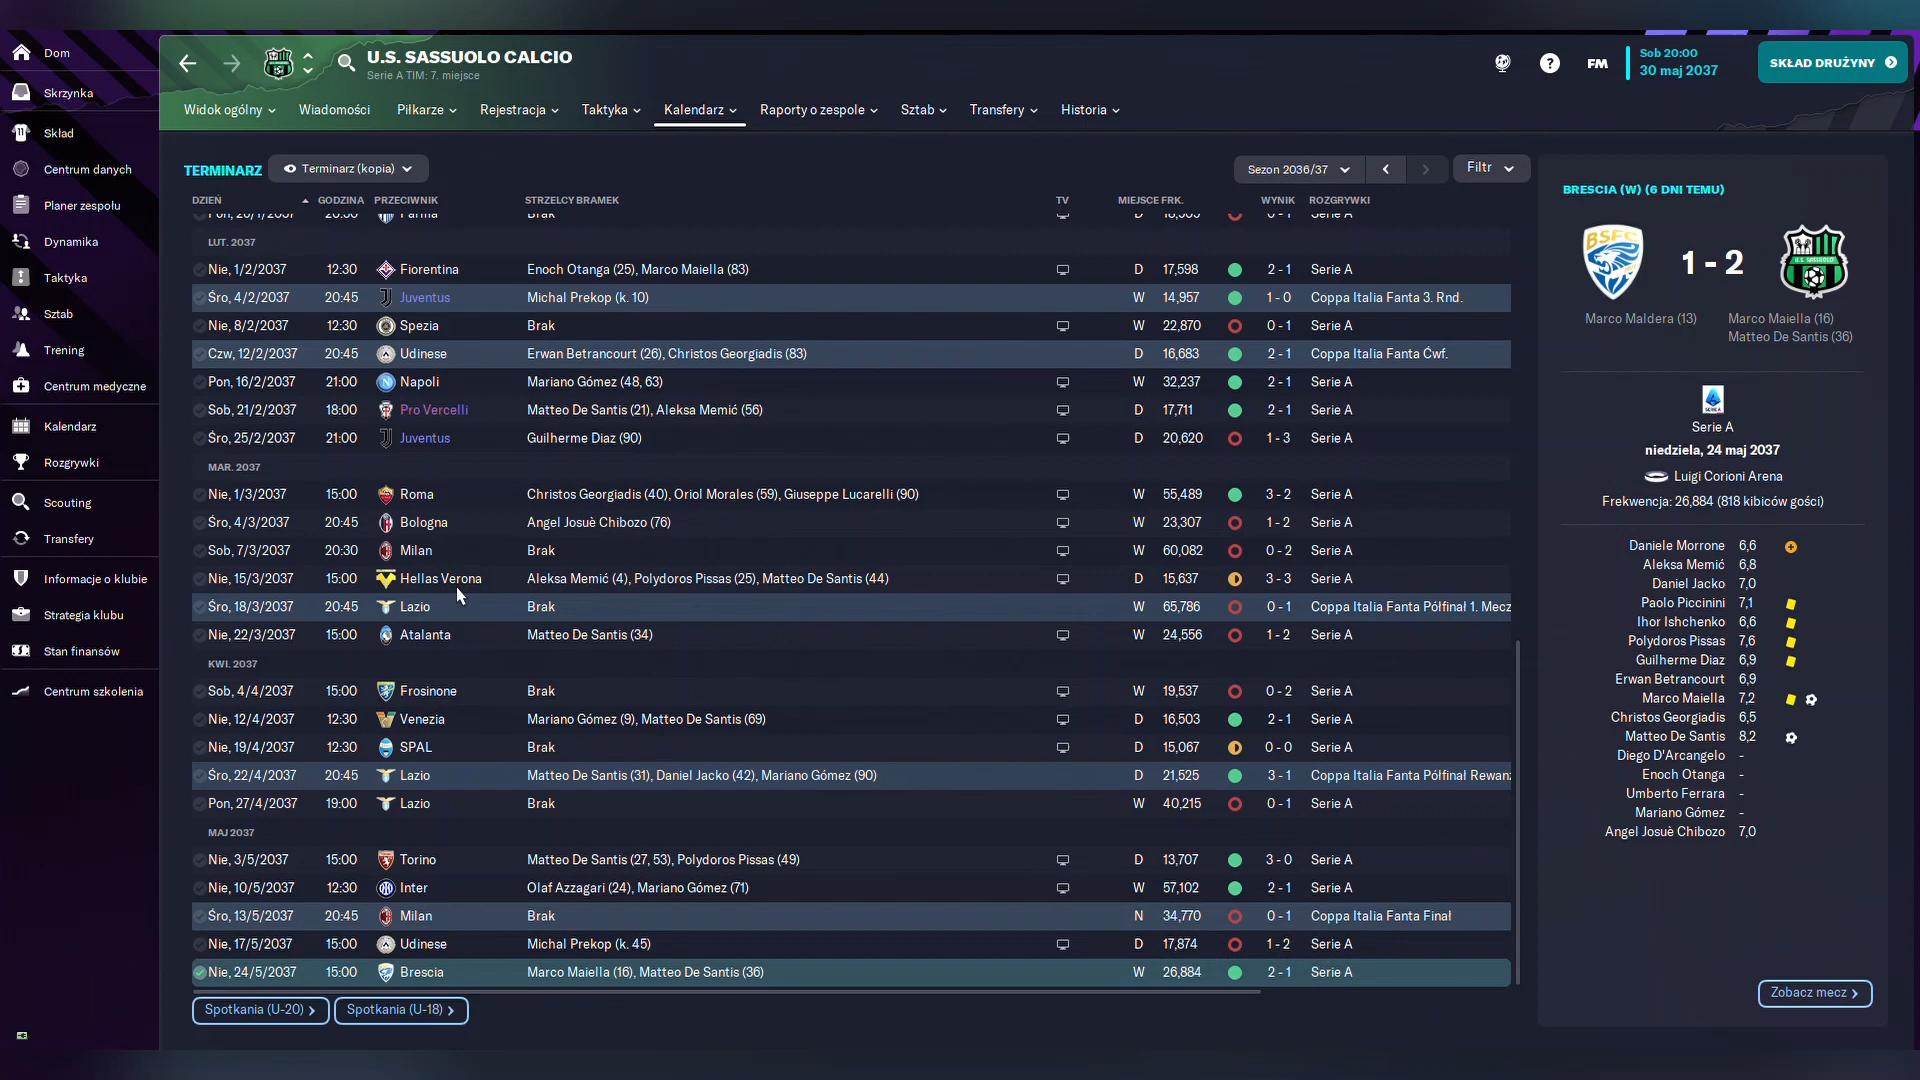 Dom
Skrzynka
Skład
Centrum danych
Planer zespołu
Dynamika
Taktyka
Sztab
Trening
Centrum medyczne
Kalendarz
Rozgrywki
Scouting
Transfery
Informacje o klubie
Strategia klubu
Stan finansów
Centrum szkolenia
U.S. SASSUOLO CALCIO
Serie A TIM: 7. miejsce
FM
Sob 20:00
30 maj 2037
SKŁAD DRUŻYNY
Widok ogólny Wiadomości Piłkarze Rejestracja Taktyka Kalendarz Raporty o zespole Sztab Transfery Historia
TERMINARZ Terminarz (kopia) Sezon 2036/37 Filtr
DZIEŃ GODZINA PRZECIWNIK STRZELCY BRAMEK TV MIEJSCE FRK. WYNIK ROZGRYWKI
Parma Brak D 0 - 1 Serie A
LUT. 2037
Nie, 1/2/2037 12:30 Fiorentina Enoch Otanga (25), Marco Maiella (83) D 17,598 2 - 1 Serie A
Śro, 4/2/2037 20:45 Juventus Michal Prekop (k. 10) W 14,957 1 - 0 Coppa Italia Fanta 3. Rnd.
Nie, 8/2/2037 12:30 Spezia Brak W 22,870 0 - 1 Serie A
Czw, 12/2/2037 20:45 Udinese Erwan Betrancourt (26), Christos Georgiadis (83) D 16,683 2 - 1 Coppa Italia Fanta Ćwf.
Pon, 16/2/2037 21:00 Napoli Mariano Gómez (48, 63) W 32,237 2 - 1 Serie A
Sob, 21/2/2037 18:00 Pro Vercelli Matteo De Santis (21), Aleksa Memić (56) D 17,711 2 - 1 Serie A
Śro, 25/2/2037 21:00 Juventus Guilherme Diaz (90) D 20,620 1 - 3 Serie A
MAR. 2037
Nie, 1/3/2037 15:00 Roma Christos Georgiadis (40), Oriol Morales (59), Giuseppe Lucarelli (90) W 55,489 3 - 2 Serie A
Śro, 4/3/2037 20:45 Bologna Angel Josuè Chibozo (76) W 23,307 1 - 2 Serie A
Sob, 7/3/2037 20:30 Milan Brak W 60,082 0 - 2 Serie A
Nie, 15/3/2037 15:00 Hellas Verona Aleksa Memić (4), Polydoros Pissas (25), Matteo De Santis (44) D 15,637 3 - 3 Serie A
Śro, 18/3/2037 20:45 Lazio Brak W 65,786 0 - 1 Coppa Italia Fanta Półfinał 1. Mecz
Nie, 22/3/2037 15:00 Atalanta Matteo De Santis (34) W 24,556 1 - 2 Serie A
KWI. 2037
Sob, 4/4/2037 15:00 Frosinone Brak W 19,537 0 - 2 Serie A
Nie, 12/4/2037 12:30 Venezia Mariano Gómez (9), Matteo De Santis (69) D 16,503 2 - 1 Serie A
Nie, 19/4/2037 12:30 SPAL Brak D 15,067 0 - 0 Serie A
Śro, 22/4/2037 20:45 Lazio Matteo De Santis (31), Daniel Jacko (42), Mariano Gómez (90) D 21,525 3 - 1 Coppa Italia Fanta Półfinał Rewan
Pon, 27/4/2037 19:00 Lazio Brak W 40,215 0 - 1 Serie A
MAJ 2037
Nie, 3/5/2037 15:00 Torino Matteo De Santis (27, 53), Polydoros Pissas (49) D 13,707 3 - 0 Serie A
Nie, 10/5/2037 12:30 Inter Olaf Azzagari (24), Mariano Gómez (71) W 57,102 2 - 1 Serie A
Śro, 13/5/2037 20:45 Milan Brak N 34,770 0 - 1 Coppa Italia Fanta Final
Nie, 17/5/2037 15:00 Udinese Michal Prekop (k. 45) D 17,874 1 - 2 Serie A
Nie, 24/5/2037 15:00 Brescia Marco Maiella (16), Matteo De Santis (36) W 26,884 2 - 1 Serie A
Spotkania (U-20) Spotkania (U-18)
BRESCIA (W) (6 DNI TEMU)
BSFC 1 - 2 U.S. SASSUOLO
Marco Maldera (13) Marco Maiella (16)
Matteo De Santis (36)
Serie A
niedziela, 24 maj 2037
Luigi Corioni Arena
Frekwencja: 26,884 (818 kibiców gości)
Daniele Morrone 6,6
Aleksa Memić 6,8
Daniel Jacko 7,0
Paolo Piccinini 7,1
Ihor Ishchenko 6,6
Polydoros Pissas 7,6
Guilherme Diaz 6,9
Erwan Betrancourt 6,9
Marco Maiella 7,2
Christos Georgiadis 6,5
Matteo De Santis 8,2
Diego D'Arcangelo -
Enoch Otanga -
Umberto Ferrara -
Mariano Gómez -
Angel Josuè Chibozo 7,0
Zobacz mecz